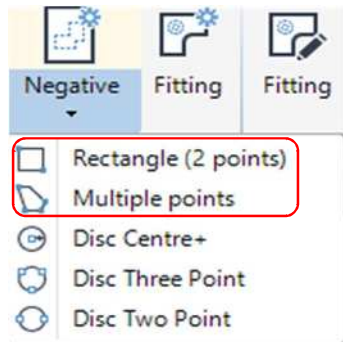 Negative Fitting Fitting
Rectangle (2 points)
Multiple points
Disc Centre+
Disc Three Point
Disc Two Point